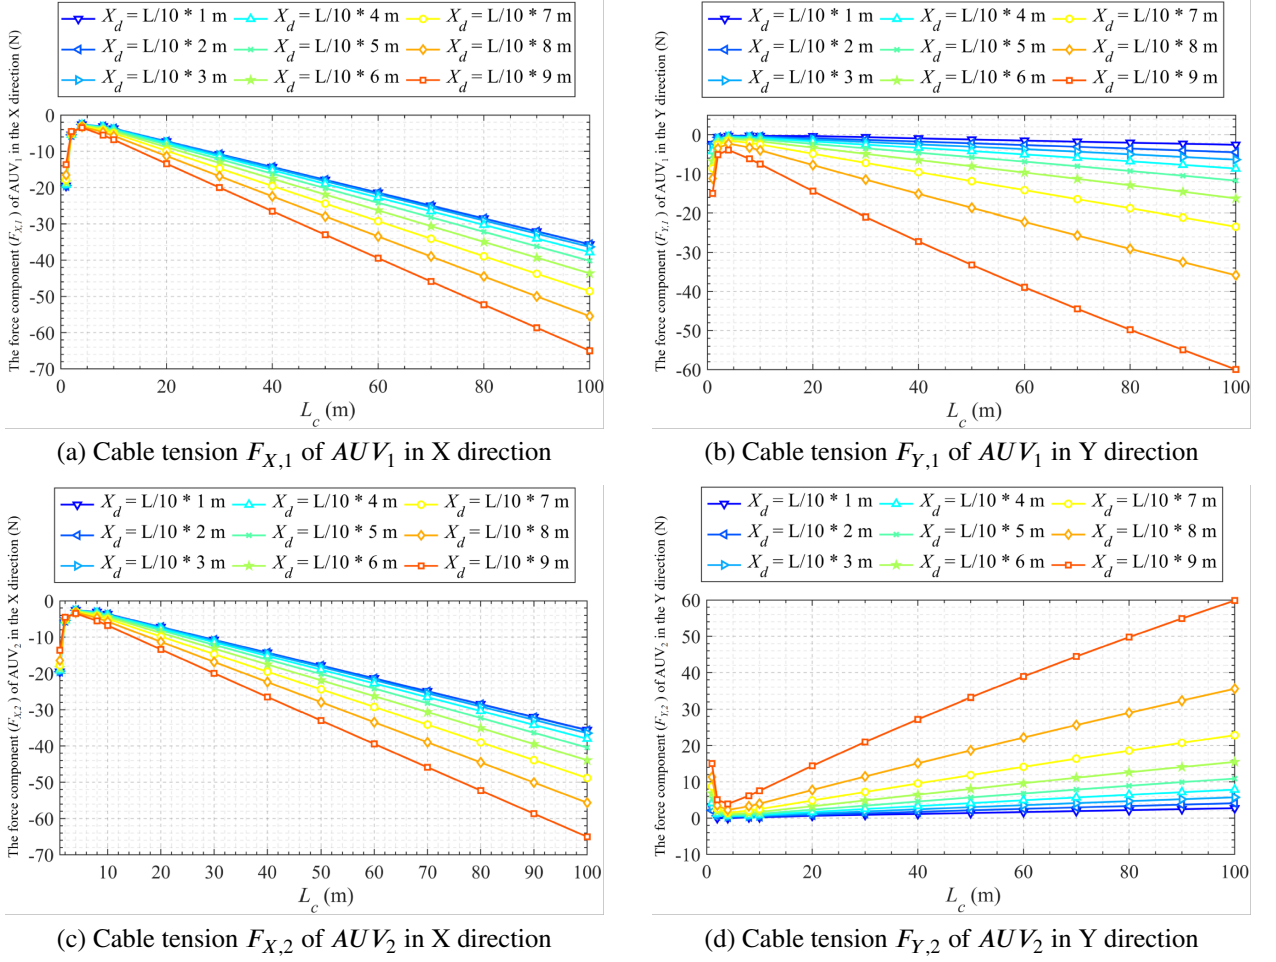 X_d = L/10 * 1 m X_d = L/10 * 4 m X_d = L/10 * 7 m
X_d = L/10 * 2 m X_d = L/10 * 5 m X_d = L/10 * 8 m
X_d = L/10 * 3 m X_d = L/10 * 6 m X_d = L/10 * 9 m
The force component (F_{X,1}) of AUV_1 in the X direction (N)
0
-10
-20
-30
-40
-50
-60
-70
0 20 40 60 80 100
L_c (m)
(a) Cable tension F_{X,1} of AUV_1 in X direction
X_d = L/10 * 1 m X_d = L/10 * 4 m X_d = L/10 * 7 m
X_d = L/10 * 2 m X_d = L/10 * 5 m X_d = L/10 * 8 m
X_d = L/10 * 3 m X_d = L/10 * 6 m X_d = L/10 * 9 m
The force component (F_{Y,1}) of AUV_1 in the Y direction (N)
0
-10
-20
-30
-40
-50
-60
0 20 40 60 80 100
L_c (m)
(b) Cable tension F_{Y,1} of AUV_1 in Y direction
X_d = L/10 * 1 m X_d = L/10 * 4 m X_d = L/10 * 7 m
X_d = L/10 * 2 m X_d = L/10 * 5 m X_d = L/10 * 8 m
X_d = L/10 * 3 m X_d = L/10 * 6 m X_d = L/10 * 9 m
The force component (F_{X,2}) of AUV_2 in the X direction (N)
0
-10
-20
-30
-40
-50
-60
-70
10 20 30 40 50 60 70 80 90 100
L_c (m)
(c) Cable tension F_{X,2} of AUV_2 in X direction
X_d = L/10 * 1 m X_d = L/10 * 4 m X_d = L/10 * 7 m
X_d = L/10 * 2 m X_d = L/10 * 5 m X_d = L/10 * 8 m
X_d = L/10 * 3 m X_d = L/10 * 6 m X_d = L/10 * 9 m
The force component (F_{Y,2}) of AUV_2 in the Y direction (N)
60
50
40
30
20
10
0
-10
0 20 40 60 80 100
L_c (m)
(d) Cable tension F_{Y,2} of AUV_2 in Y direction